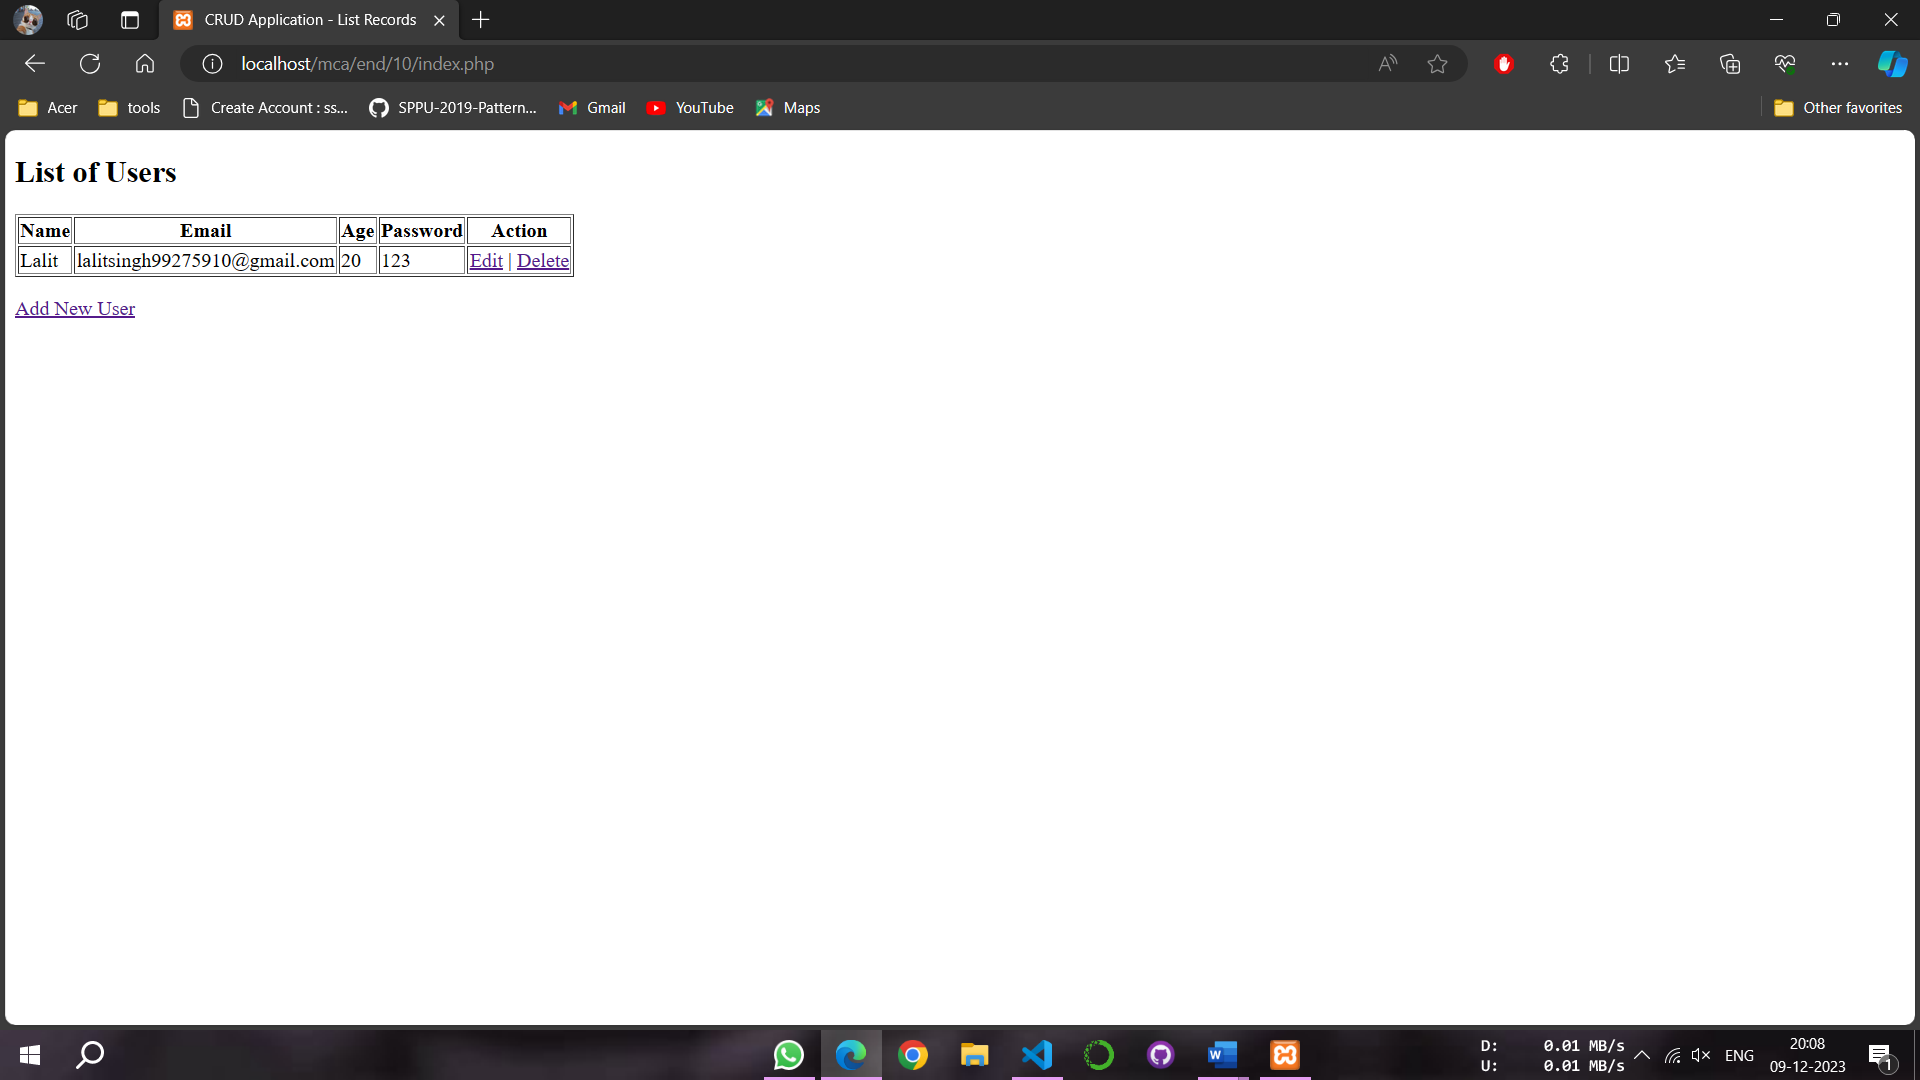 CRUD Application - List Records
localhost/mca/end/10/index.php
Acer tools Create Account : ss... SPPU-2019-Pattern... Gmail YouTube Maps Other favorites
List of Users
Name Email Age Password Action
Lalit lalitsingh99275910@gmail.com 20 123 Edit | Delete
Add New User
D: 0.01 MB/s
U: 0.01 MB/s
ENG
20:08
09-12-2023
1